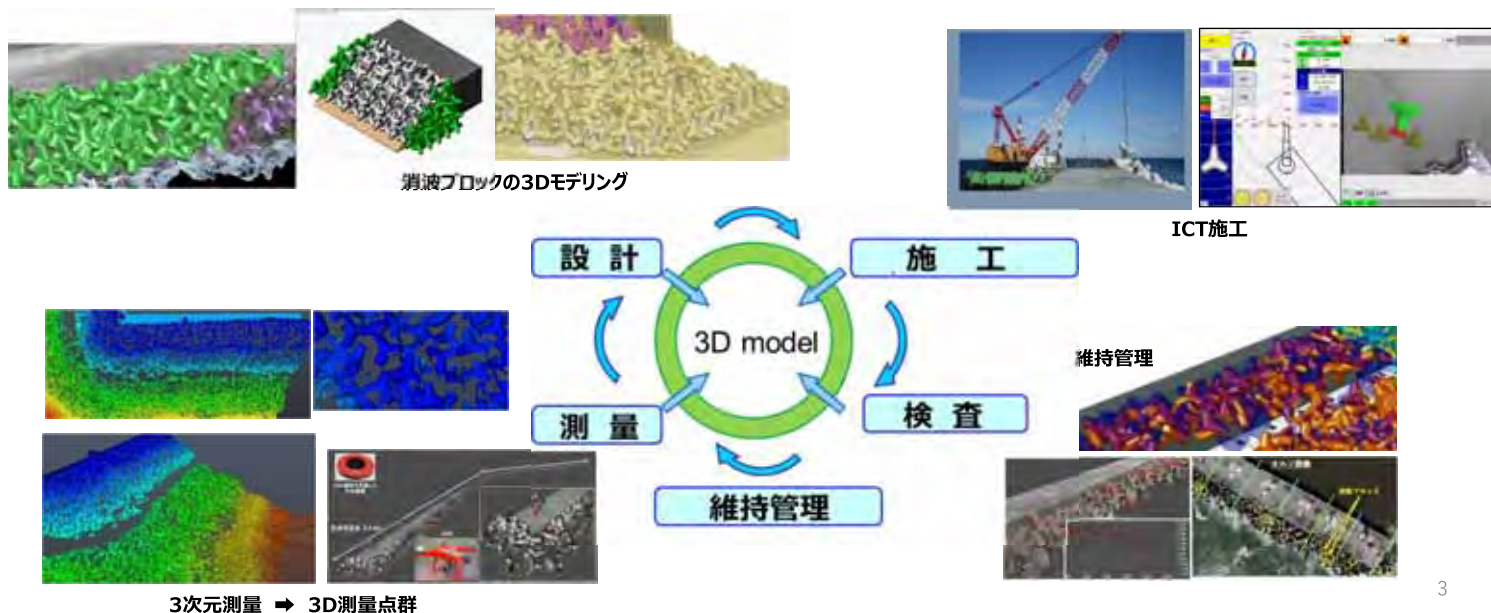 消波ブロックの3Dモデリング
ICT施工
設 計
施 工
3D model
測 量
検 査
維持管理
維持管理
3次元測量 ➡ 3D測量点群
3